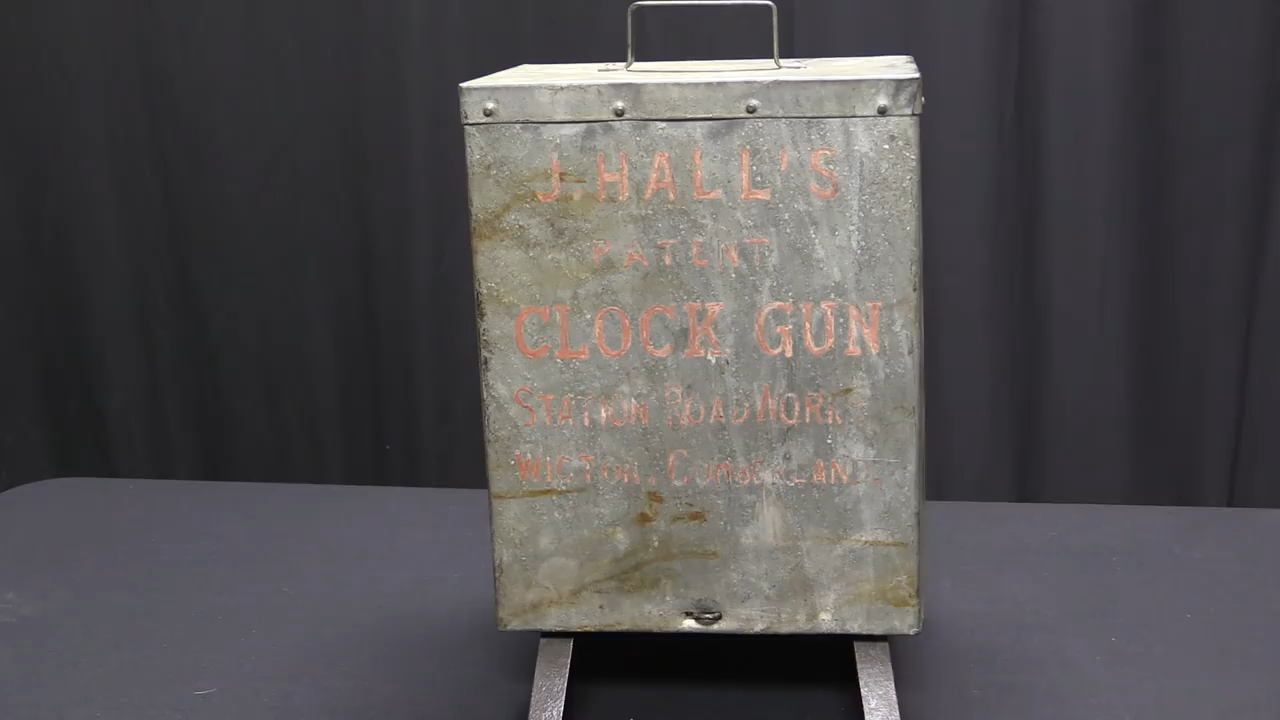 J. HALL'S
PATENT
CLOCK GUN
STATION ROAD WORKS
WIGTON, CUMBERLAND.